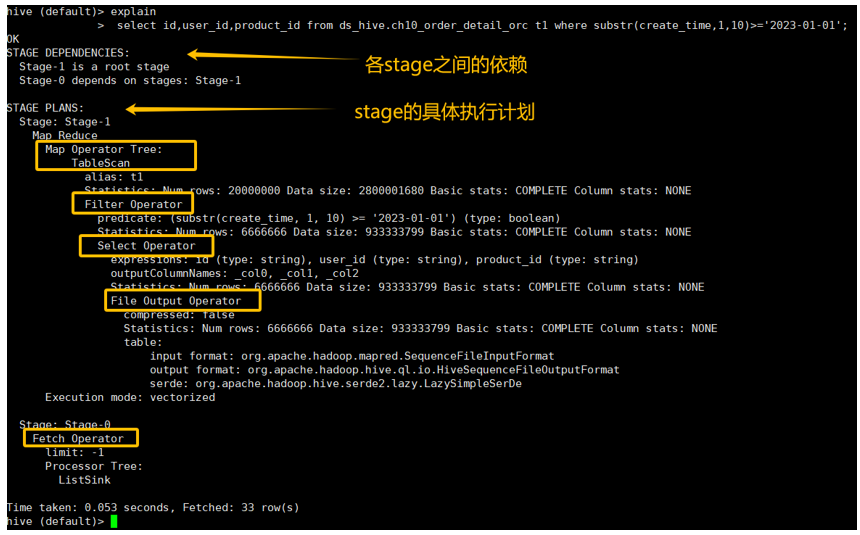 hive (default)> explain
> select id,user_id,product_id from ds_hive.ch10_order_detail_orc t1 where substr(create_time,1,10)>='2023-01-01';
OK
STAGE DEPENDENCIES:
各stage之间的依赖
Stage-1 is a root stage
Stage-0 depends on stages: Stage-1
STAGE PLANS:
stage的具体执行计划
Stage: Stage-1
Map Reduce
Map Operator Tree:
TableScan
alias: t1
Statistics: Num rows: 20000000 Data size: 2800001680 Basic stats: COMPLETE Column stats: NONE
Filter Operator
predicate: (substr(create_time, 1, 10) >= '2023-01-01') (type: boolean)
Statistics: Num rows: 6666666 Data size: 933333799 Basic stats: COMPLETE Column stats: NONE
Select Operator
expressions: id (type: string), user_id (type: string), product_id (type: string)
outputColumnNames: _col0, _col1, _col2
Statistics: Num rows: 6666666 Data size: 933333799 Basic stats: COMPLETE Column stats: NONE
File Output Operator
compressed: false
Statistics: Num rows: 6666666 Data size: 933333799 Basic stats: COMPLETE Column stats: NONE
table:
input format: org.apache.hadoop.mapred.SequenceFileInputFormat
output format: org.apache.hadoop.hive.ql.io.HiveSequenceFileOutputFormat
serde: org.apache.hadoop.hive.serde2.lazy.LazySimpleSerDe
Execution mode: vectorized
Stage: Stage-0
Fetch Operator
limit: -1
Processor Tree:
ListSink
Time taken: 0.053 seconds, Fetched: 33 row(s)
hive (default)>